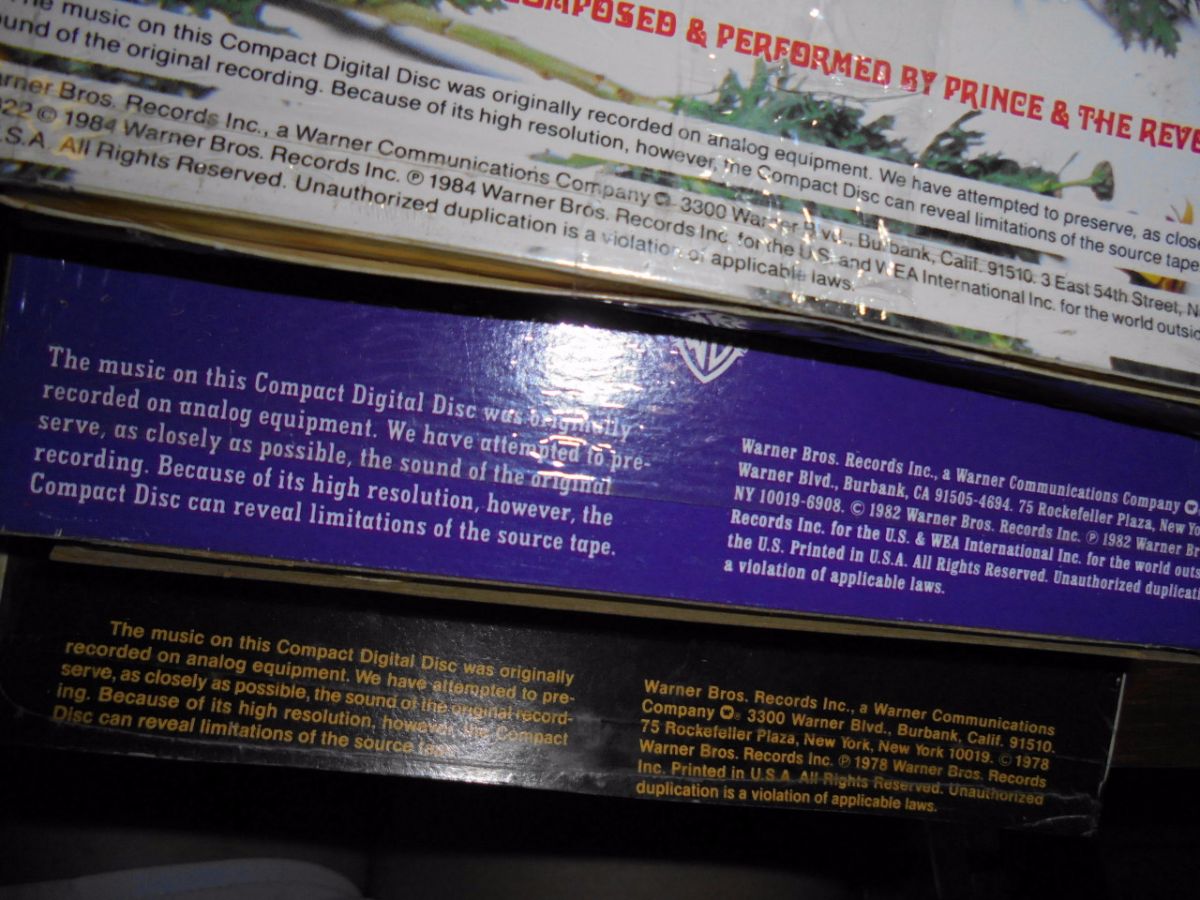 COMPOSED & PERFORMED BY PRINCE & THE REVE
The music on this Compact Digital Disc was originally recorded on analog equipment. We have attempted to preserve, as close
ound of the original recording. Because of its high resolution, however, the Compact Disc can reveal limitations of the source tape
arner Bros. Records Inc., a Warner Communications Company 3300 Warner Blvd., Burbank, Calif. 91510. 3 East 54th Street, N
022 © 1984 Warner Bros. Records Inc. ℗ 1984 Warner Bros. Records Inc. for the U.S. and WEA International Inc. for the world outsid
.S.A. All Rights Reserved. Unauthorized duplication is a violation of applicable laws.
WB
The music on this Compact Digital Disc was originally
recorded on analog equipment. We have attempted to pre-
serve, as closely as possible, the sound of the original
recording. Because of its high resolution, however, the
Compact Disc can reveal limitations of the source tape.
Warner Bros. Records Inc., a Warner Communications Company
Warner Blvd., Burbank, CA 91505-4694. 75 Rockefeller Plaza, New Yo
NY 10019-6908. © 1982 Warner Bros. Records Inc. ℗ 1982 Warner Br
Records Inc. for the U.S. & WEA International Inc. for the world outs
the U.S. Printed in U.S.A. All Rights Reserved. Unauthorized duplicati
a violation of applicable laws.
The music on this Compact Digital Disc was originally
recorded on analog equipment. We have attempted to pre-
serve, as closely as possible, the sound of the original record-
ing. Because of its high resolution, however, the Compact
Disc can reveal limitations of the source
Warner Bros. Records Inc., a Warner Communications
Company ® 3300 Warner Blvd., Burbank, Calif. 91510.
75 Rockefeller Plaza, New York, New York 10019. © 1978
Warner Bros. Records Inc. ℗ 1978 Warner Bros. Records
Inc. Printed in U.S.A. All Rights Reserved. Unauthorized
duplication is a violation of applicable laws.